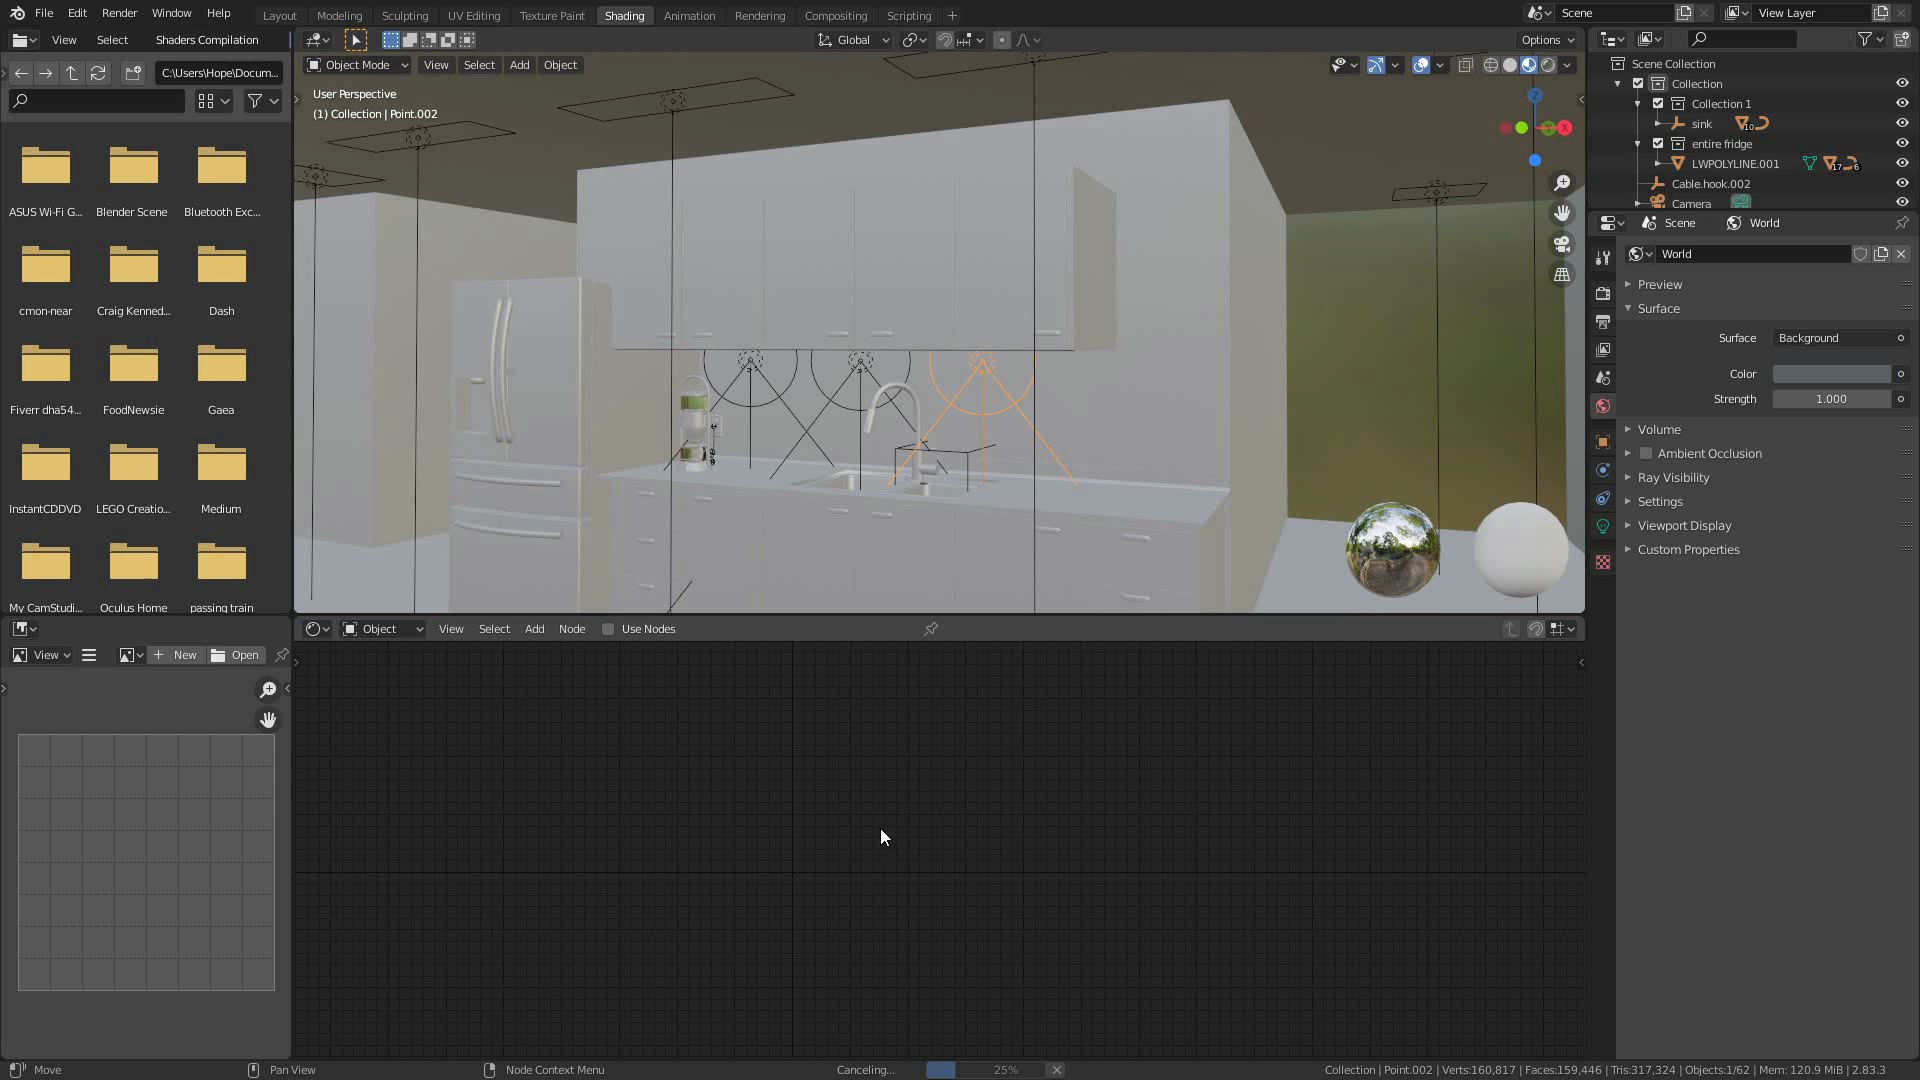 File Edit Render Window Help
Layout Modeling Sculpting UV Editing Texture Paint Shading Animation Rendering Compositing Scripting
Scene
View Layer
View Select Shaders Compilation
Global
Options
C:\Users\Hope\Docum...
Object Mode View Select Add Object
User Perspective
(1) Collection | Point.002
Z
X
ASUS Wi-Fi G... Blender Scene Bluetooth Exc...
cmon-near Craig Kenned... Dash
Fiverr dha54... FoodNewsie Gaea
InstantCDDVD LEGO Creatio... Medium
My CamStudi... Oculus Home passing train
Scene Collection
Collection
Collection 1
sink 10
entire fridge
LWPOLYLINE.001 17 6
Cable.hook.002
Camera
Scene World
World
Preview
Surface
Surface Background
Color
Strength 1.000
Volume
Ambient Occlusion
Ray Visibility
Settings
Viewport Display
Custom Properties
Object View Select Add Node Use Nodes
View New Open
Move
Pan View
Node Context Menu
Canceling...
25%
Collection | Point.002 | Verts:160,817 | Faces:159,446 | Tris:317,324 | Objects:1/62 | Mem: 120.9 MiB | 2.83.3